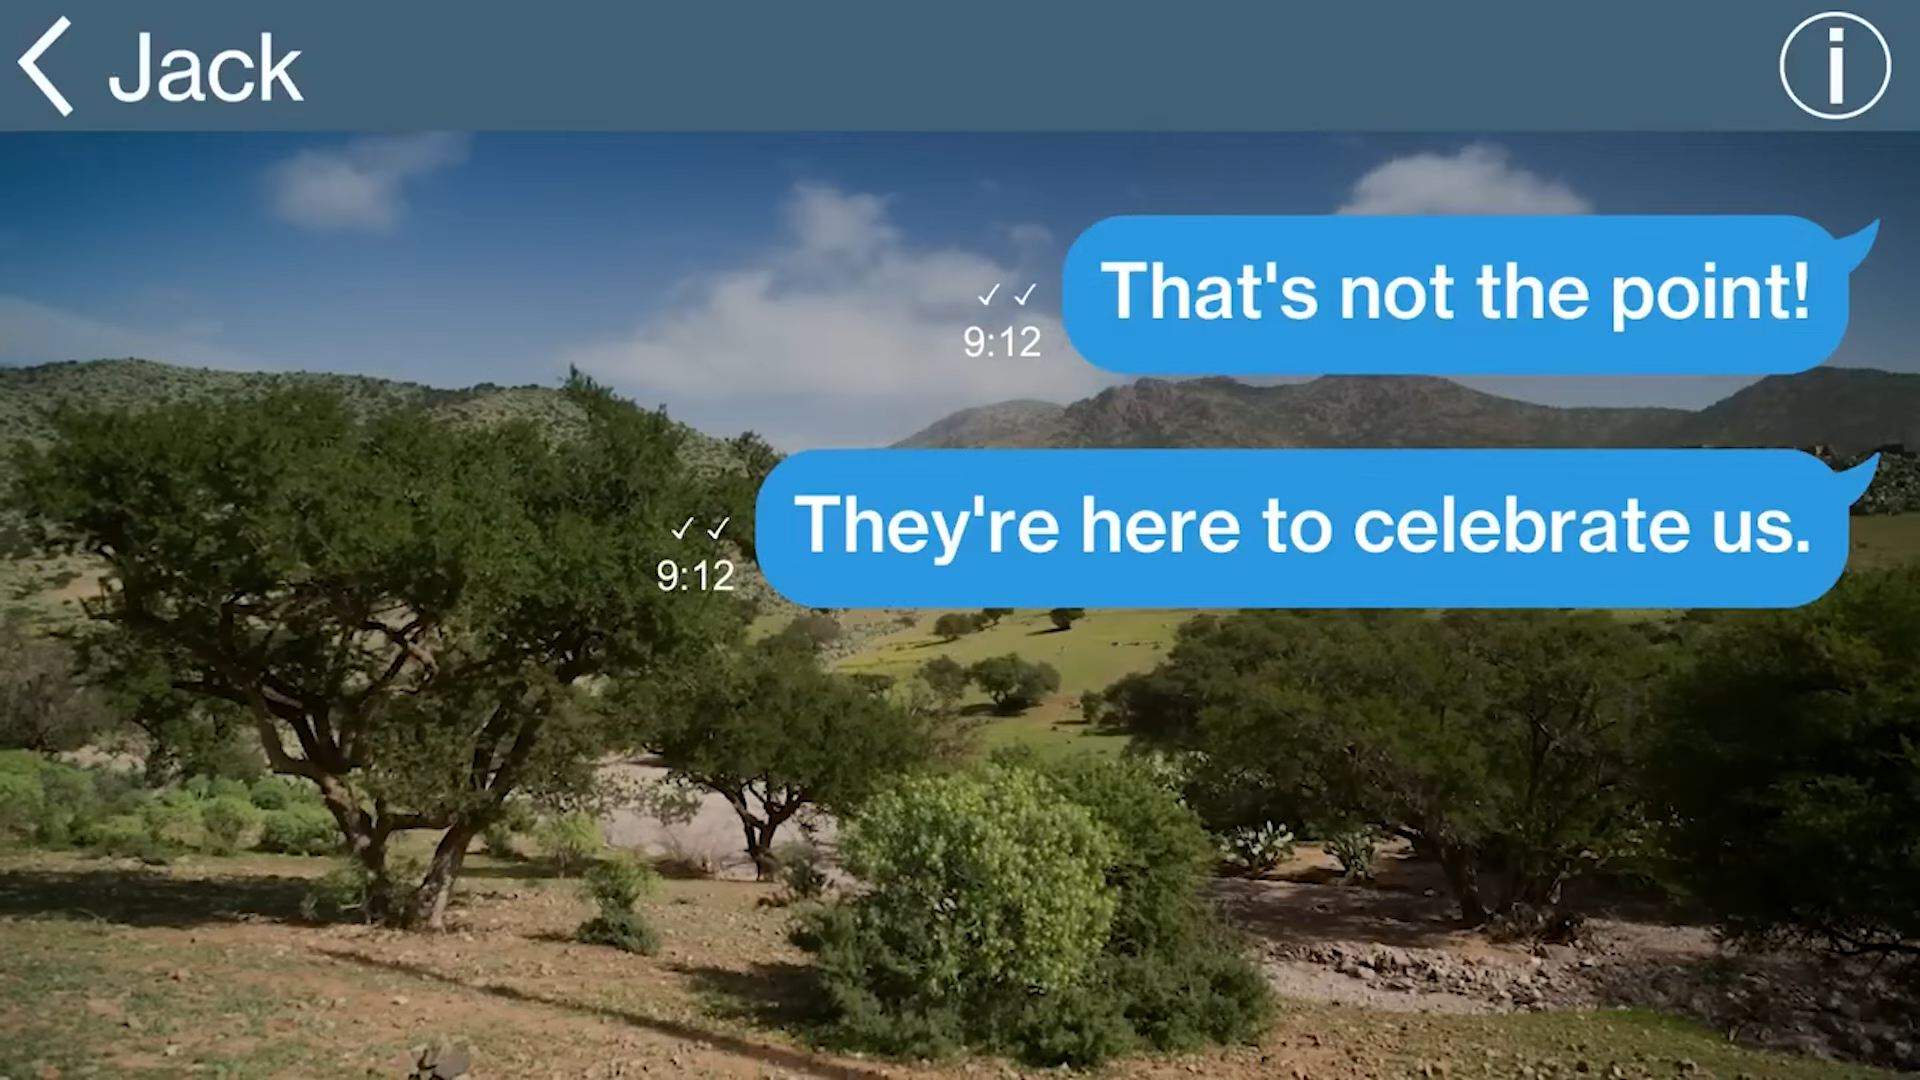 Jack
That's not the point!
✓ ✓
9:12
They're here to celebrate us.
✓ ✓
9:12